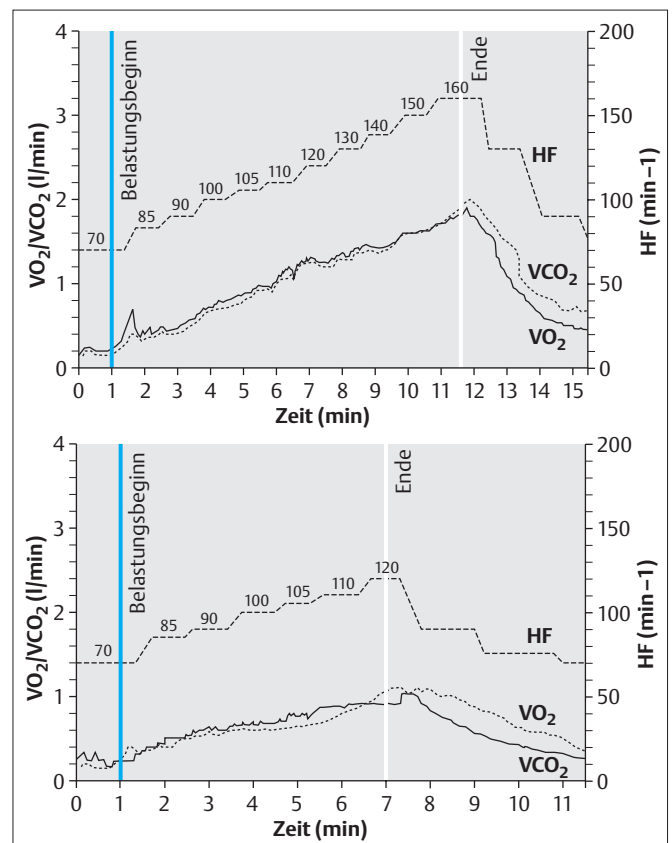 4
3
2
1
0
VO₂/VCO₂ (l/min)
200
150
100
50
0
HF (min–1)
Belastungsbeginn
Ende
70
85
90
100
105
110
120
130
140
150
160
HF
VCO₂
VO₂
0 1 2 3 4 5 6 7 8 9 10 11 12 13 14 15
Zeit (min)
4
3
2
1
0
VO₂/VCO₂ (l/min)
200
150
100
50
0
HF (min–1)
Belastungsbeginn
Ende
70
85
90
100
105
110
120
HF
VO₂
VCO₂
0 1 2 3 4 5 6 7 8 9 10 11
Zeit (min)